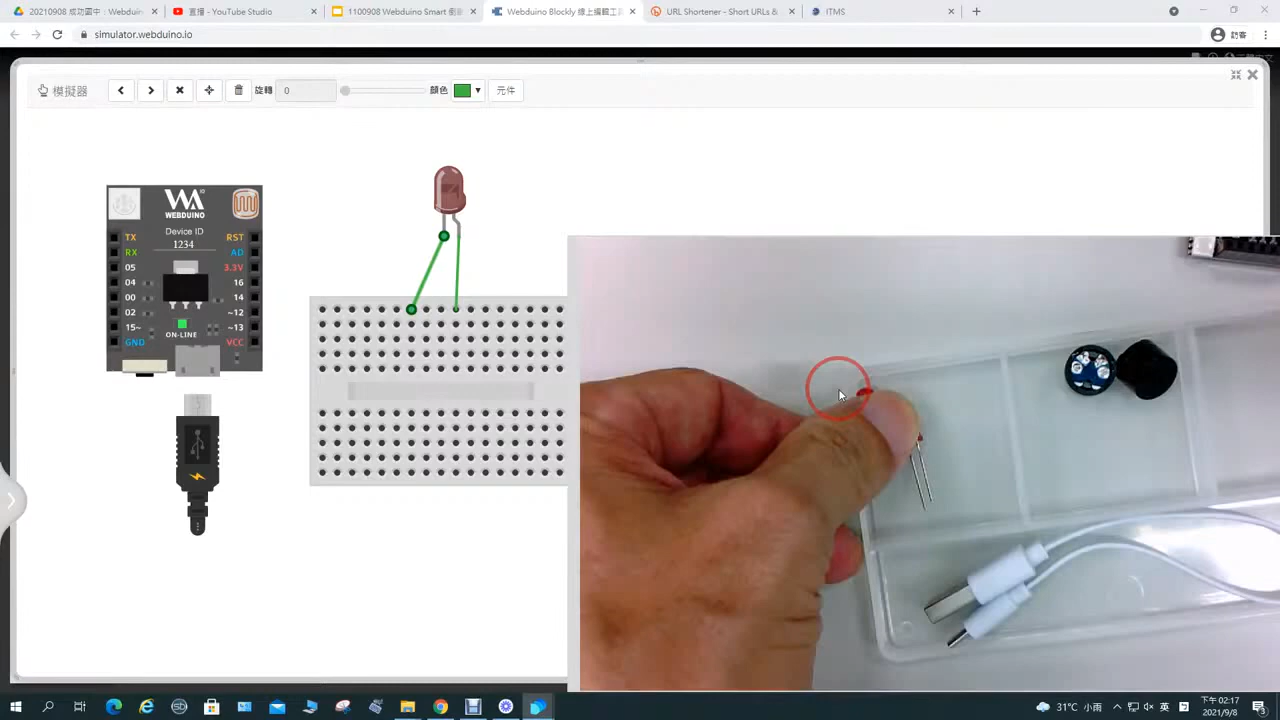 20210908 成功國中：Webduin
直播 - YouTube Studio
1100908 Webduino Smart 創
Webduino Blockly 線上編輯工具
URL Shortener - Short URLs &
ITMS
simulator.webduino.io
訪客
模擬器
旋轉
0
顏色
元件
WEBDUINO
Device ID
1234
TX
RST
RX
AD
05
3.3V
04
16
00
14
02
~12
15~
~13
ON-LINE
GND
VCC
31°C 小雨
英
下午 02:17
2021/9/8
3